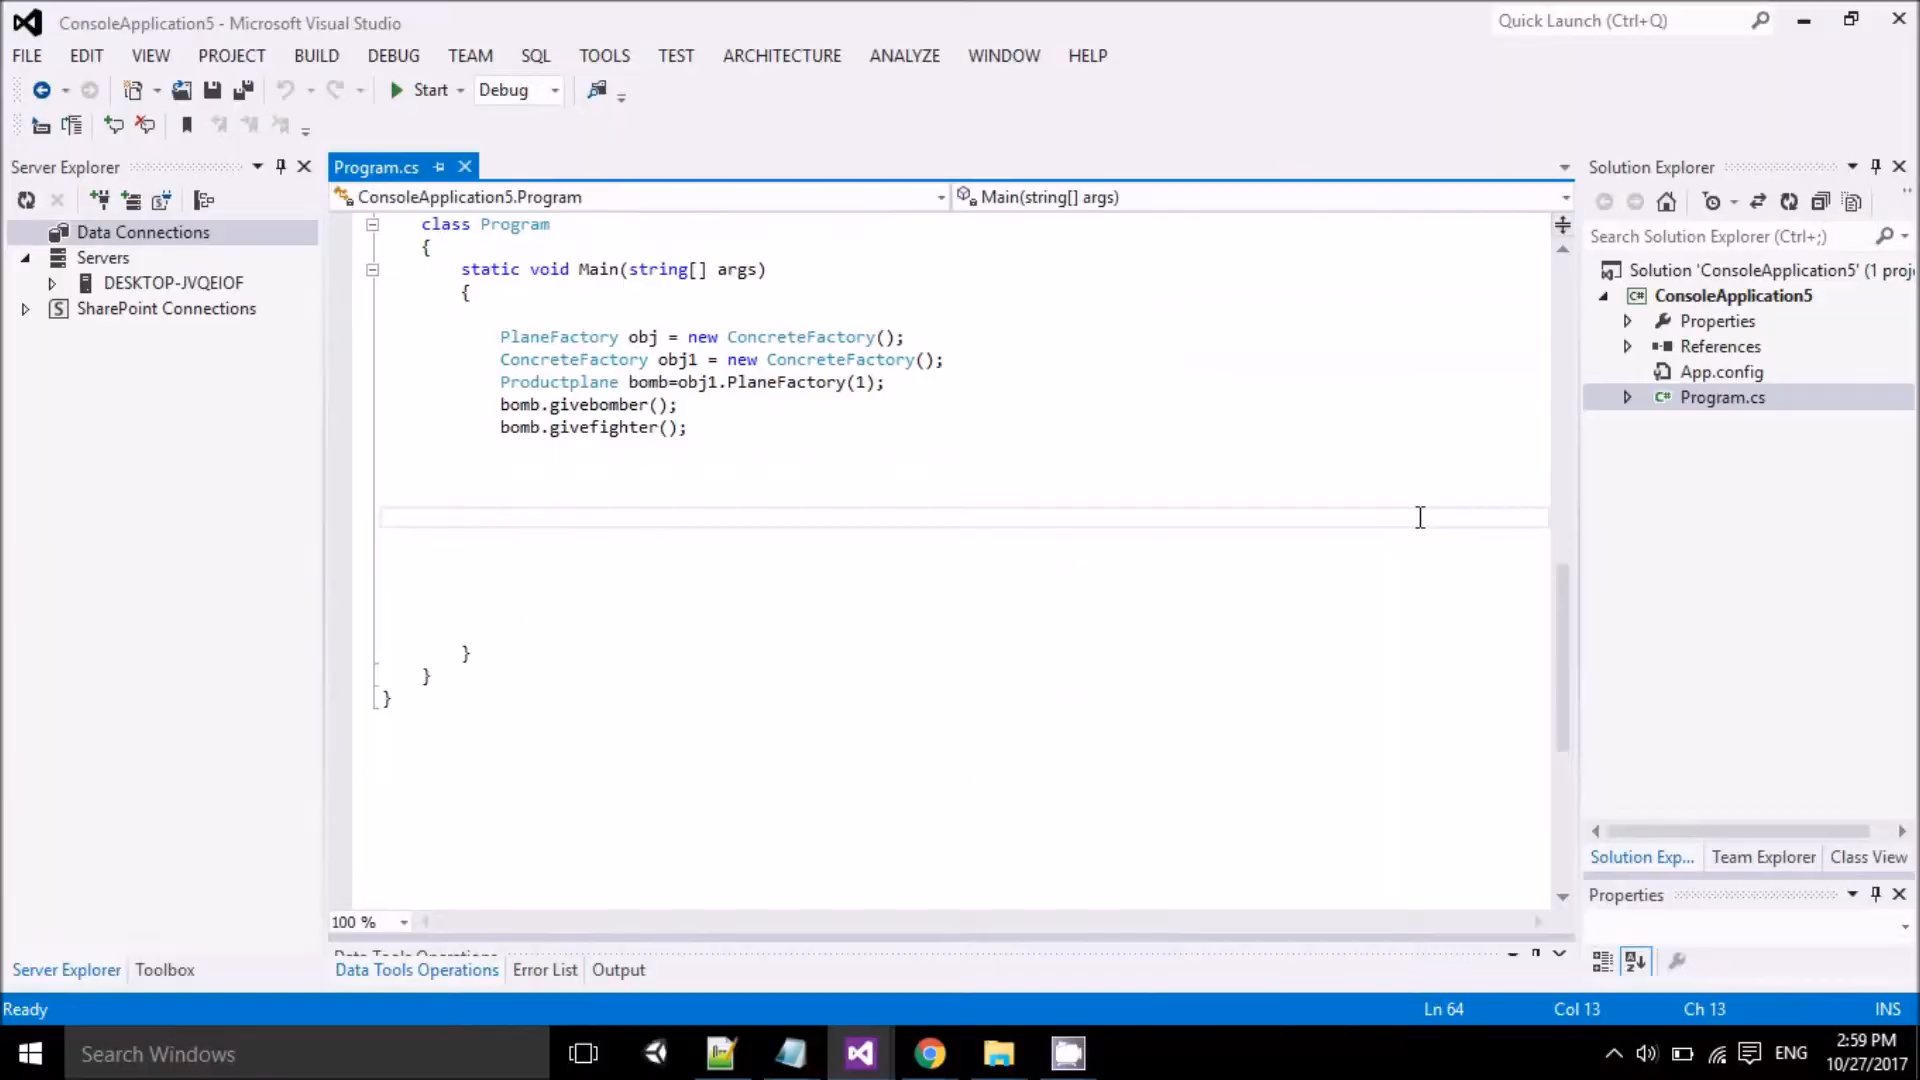 ConsoleApplication5 - Microsoft Visual Studio
Quick Launch (Ctrl+Q)
FILE EDIT VIEW PROJECT BUILD DEBUG TEAM SQL TOOLS TEST ARCHITECTURE ANALYZE WINDOW HELP
Start Debug
Server Explorer
Data Connections
Servers
DESKTOP-JVQEIOF
SharePoint Connections
Program.cs
ConsoleApplication5.Program
Main(string[] args)
class Program
{
static void Main(string[] args)
{
PlaneFactory obj = new ConcreteFactory();
ConcreteFactory obj1 = new ConcreteFactory();
Productplane bomb=obj1.PlaneFactory(1);
bomb.givebomber();
bomb.givefighter();
}
}
}
100 %
Solution Explorer
Search Solution Explorer (Ctrl+;)
Solution 'ConsoleApplication5' (1 proj
C# ConsoleApplication5
Properties
References
App.config
C# Program.cs
Solution Exp... Team Explorer Class View
Properties
Data Tools Operations
Server Explorer Toolbox
Data Tools Operations Error List Output
Ready
Ln 64 Col 13 Ch 13 INS
Search Windows
ENG
2:59 PM
10/27/2017